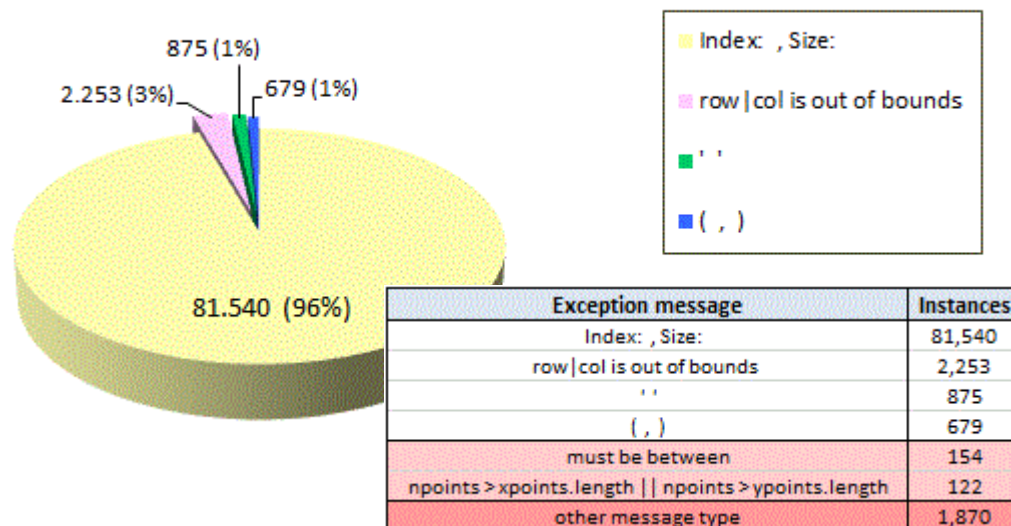 875 (1%)
2.253 (3%)
679 (1%)
81.540 (96%)
Index: , Size:
row|col is out of bounds
' '
( , )
Exception message Instances
Index: , Size: 81,540
row|col is out of bounds 2,253
' ' 875
( , ) 679
must be between 154
npoints > xpoints.length || npoints > ypoints.length 122
other message type 1,870